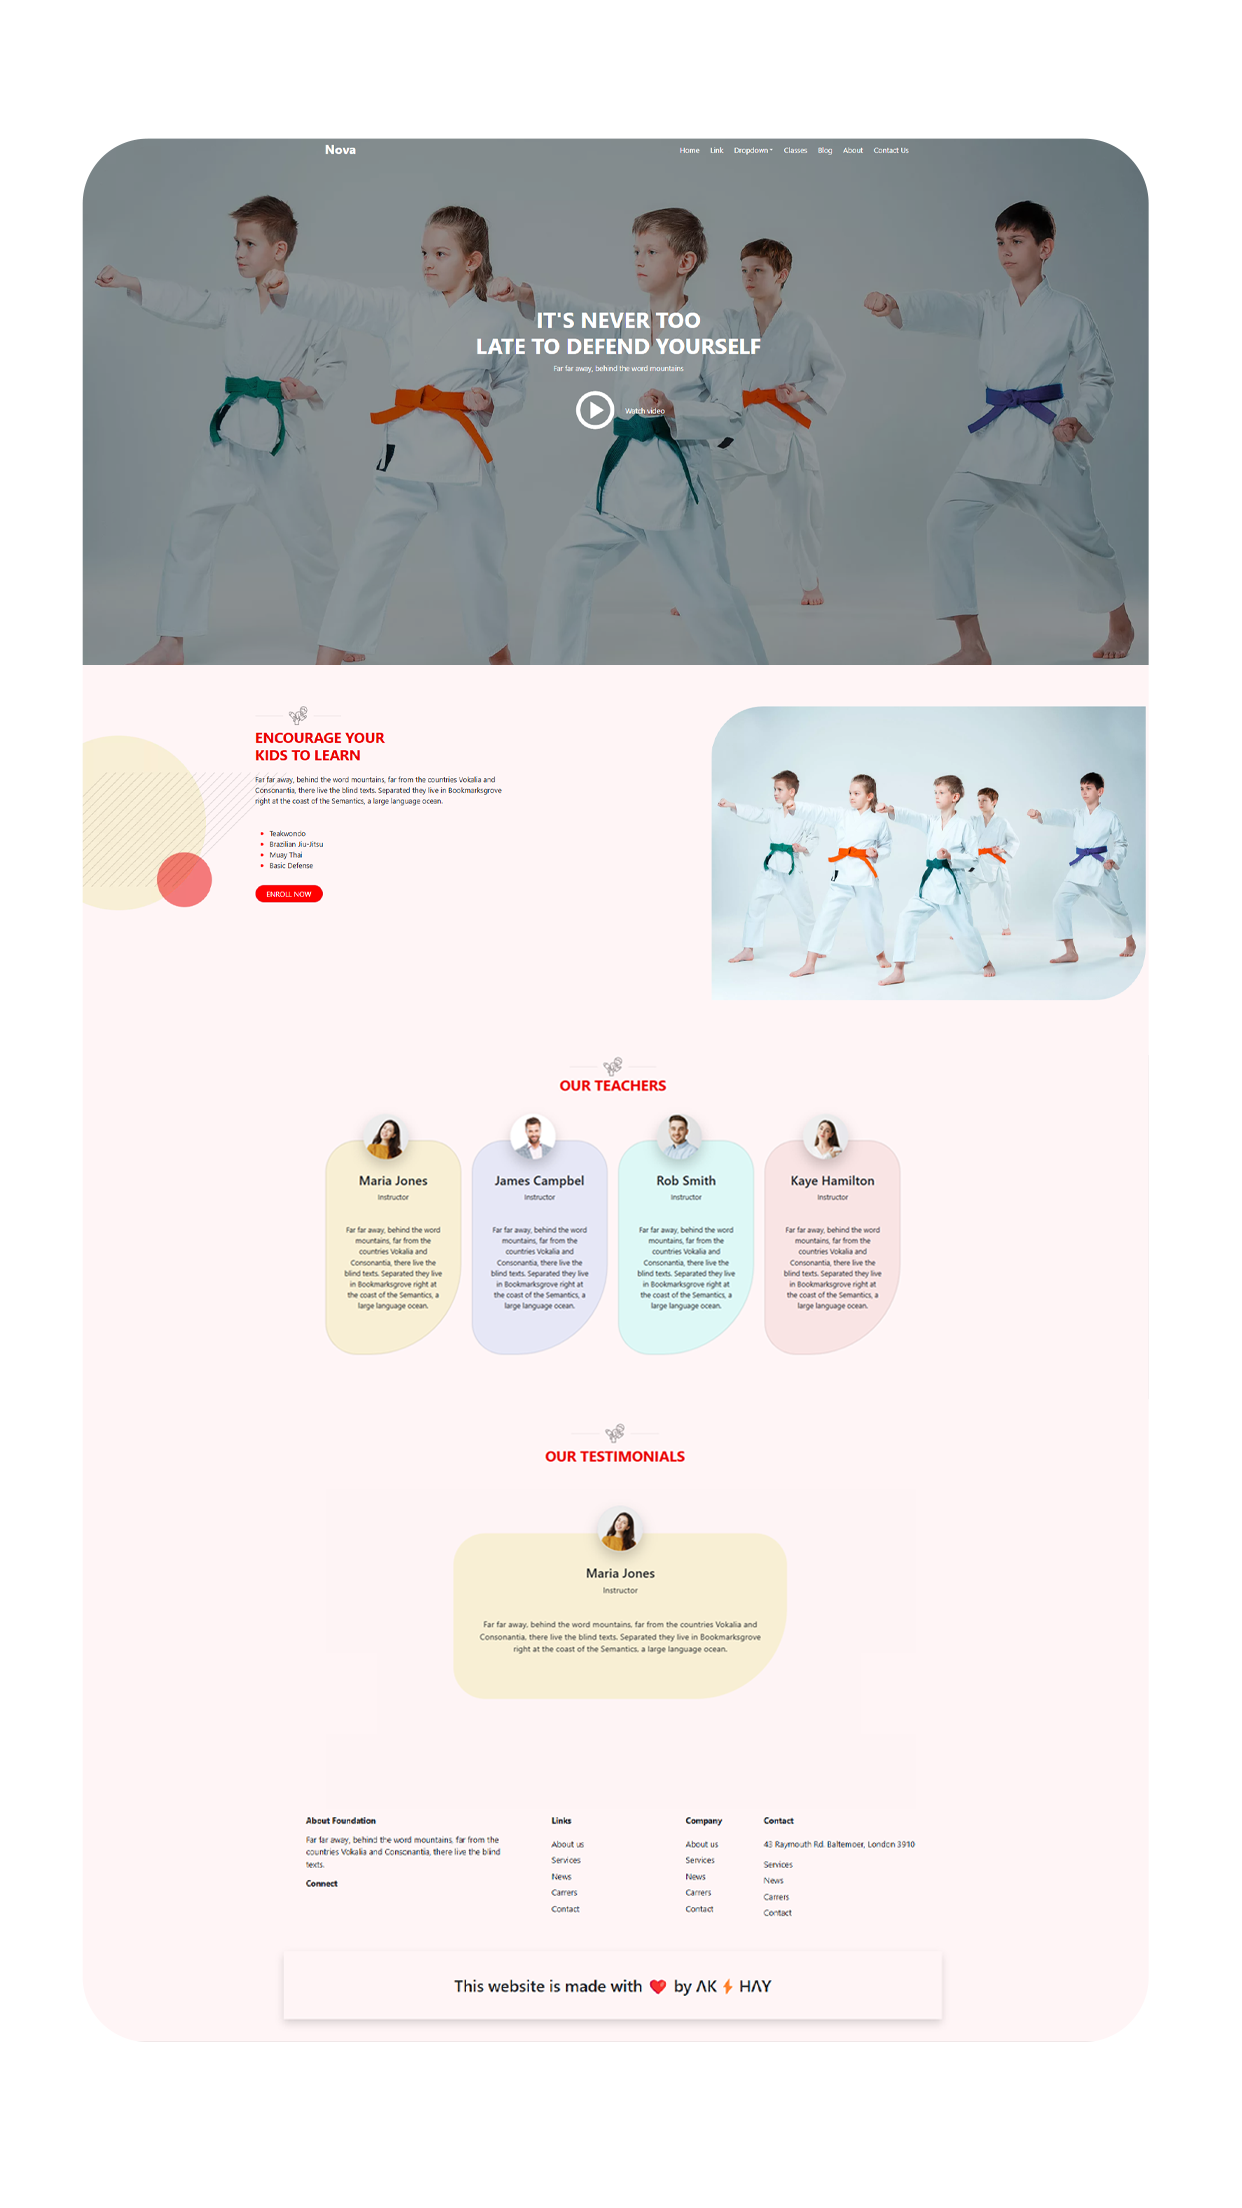 Nova
Home Link Dropdown Classes Blog About Contact Us
IT'S NEVER TOO
LATE TO DEFEND YOURSELF
Far far away, behind the word mountains
Watch video
ENCOURAGE YOUR
KIDS TO LEARN
Far far away, behind the word mountains, far from the countries Vokalia and
Consonantia, there live the blind texts. Separated they live in Bookmarksgrove
right at the coast of the Semantics, a large language ocean.
Teakwondo
Brazilian Jiu-Jitsu
Muay Thai
Basic Defense
ENROLL NOW
OUR TEACHERS
Maria Jones
Instructor
Far far away, behind the word
mountains, far from the
countries Vokalia and
Consonantia, there live the
blind texts. Separated they live
in Bookmarksgrove right at
the coast of the Semantics, a
large language ocean.
James Campbel
Instructor
Far far away, behind the word
mountains, far from the
countries Vokalia and
Consonantia, there live the
blind texts. Separated they live
in Bookmarksgrove right at
the coast of the Semantics, a
large language ocean.
Rob Smith
Instructor
Far far away, behind the word
mountains, far from the
countries Vokalia and
Consonantia, there live the
blind texts. Separated they live
in Bookmarksgrove right at
the coast of the Semantics, a
large language ocean.
Kaye Hamilton
Instructor
Far far away, behind the word
mountains, far from the
countries Vokalia and
Consonantia, there live the
blind texts. Separated they live
in Bookmarksgrove right at
the coast of the Semantics, a
large language ocean.
OUR TESTIMONIALS
Maria Jones
Instructor
Far far away, behind the word mountains, far from the countries Vokalia and
Consonantia, there live the blind texts. Separated they live in Bookmarksgrove
right at the coast of the Semantics, a large language ocean.
About Foundation
Far far away, behind the word mountains, far from the
countries Vokalia and Consonantia, there live the blind
texts.
Connect
Links
About us
Services
News
Carrers
Contact
Company
About us
Services
News
Carrers
Contact
Contact
43 Raymouth Rd. Baltemoer, London 3910
Services
News
Carrers
Contact
This website is made with ❤ by ΛK⚡HΛY